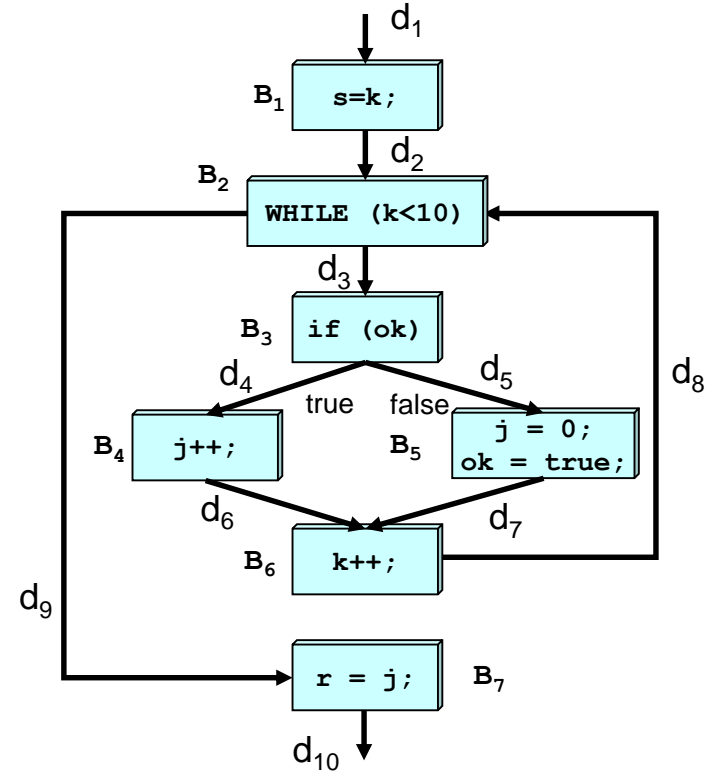 d₁
B₁
s=k;
d₂
B₂
WHILE (k<10)
d₃
B₃
if (ok)
d₄
true
false
d₅
d₈
B₄
j++;
B₅
j = 0;
ok = true;
d₆
d₇
B₆
k++;
d₉
r = j;
B₇
d₁₀